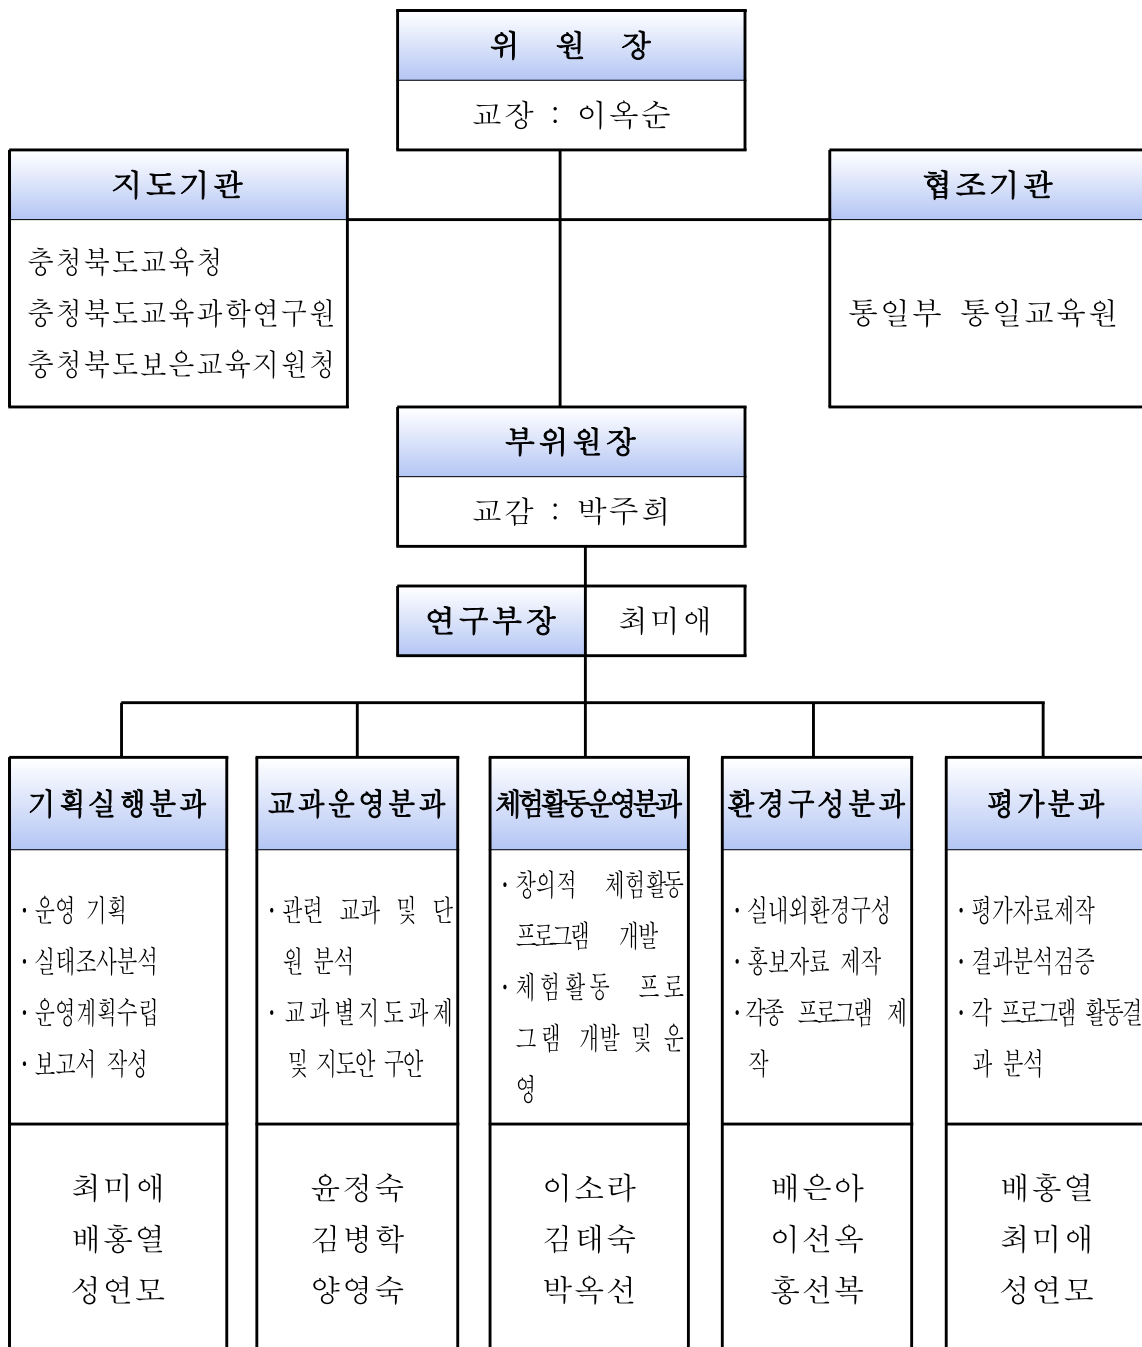 위 원 장
교장 : 이옥순
지도기관
충청북도교육청
충청북도교육과학연구원
충청북도보은교육지원청
협조기관
통일부 통일교육원
부위원장
교감 : 박주희
연구부장
최미애
기획실행분과
· 운영 기획
· 실태조사분석
· 운영계획수립
· 보고서 작성
최미애
배홍열
성연모
교과운영분과
· 관련 교과 및 단
원 분석
· 교과별지도과제
및 지도안 구안
윤정숙
김병학
양영숙
체험활동운영분과
· 창의적 체험활동
프로그램 개발
· 체험활동 프로
그램 개발 및 운
영
이소라
김태숙
박옥선
환경구성분과
· 실내외환경구성
· 홍보자료 제작
· 각종 프로그램 제
작
배은아
이선옥
홍선복
평가분과
· 평가자료제작
· 결과분석검증
· 각 프로그램 활동결
과 분석
배홍열
최미애
성연모